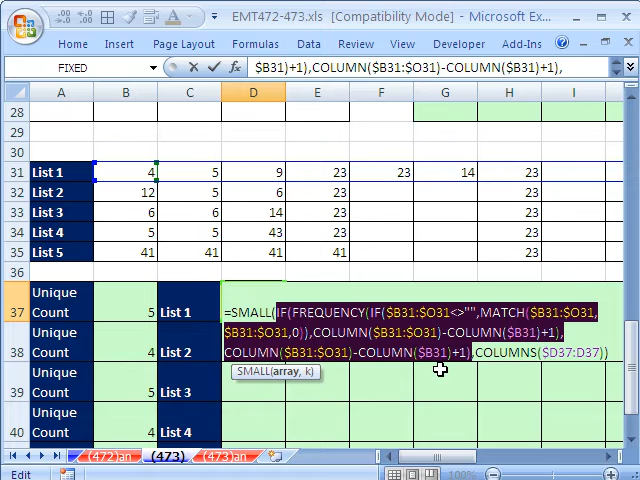 EMT472-473.xls [Compatibility Mode] - Microsoft Ex...
Home Insert Page Layout Formulas Data Review View Developer Add-Ins
FIXED $B31)+1),COLUMN($B31:$O31)-COLUMN($B31)+1),
A B C D E F G H I
28
29
30
31 List 1 4 5 9 23 23 14 23
32 List 2 12 5 6 23 23
33 List 3 6 6 14 23 23
34 List 4 5 5 43 23 23
35 List 5 41 41 41 41 23
36
Unique
37 Count 5 List 1 =SMALL(IF(FREQUENCY(IF($B31:$O31<>"",MATCH($B31:$O31,
Unique $B31:$O31,0)),COLUMN($B31:$O31)-COLUMN($B31)+1),
38 Count 4 List 2 COLUMN($B31:$O31)-COLUMN($B31)+1),COLUMNS($D37:D37))
SMALL(array, k)
Unique
39 Count 5 List 3
Unique
40 Count 4 List 4
(472)an (473) (473)an
Edit 100%